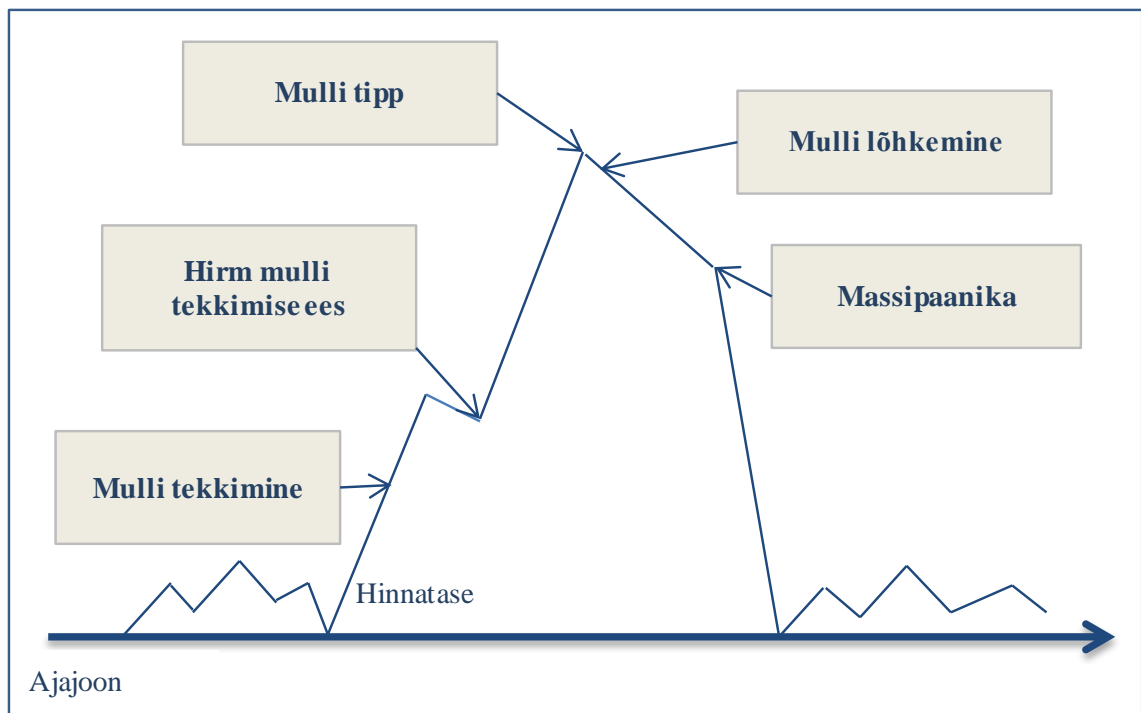 Mulli tipp
Mulli lõhkemine
Hirm mulli
tekkimise ees
Massipaanika
Mulli tekkimine
Hinnatase
Ajajoon